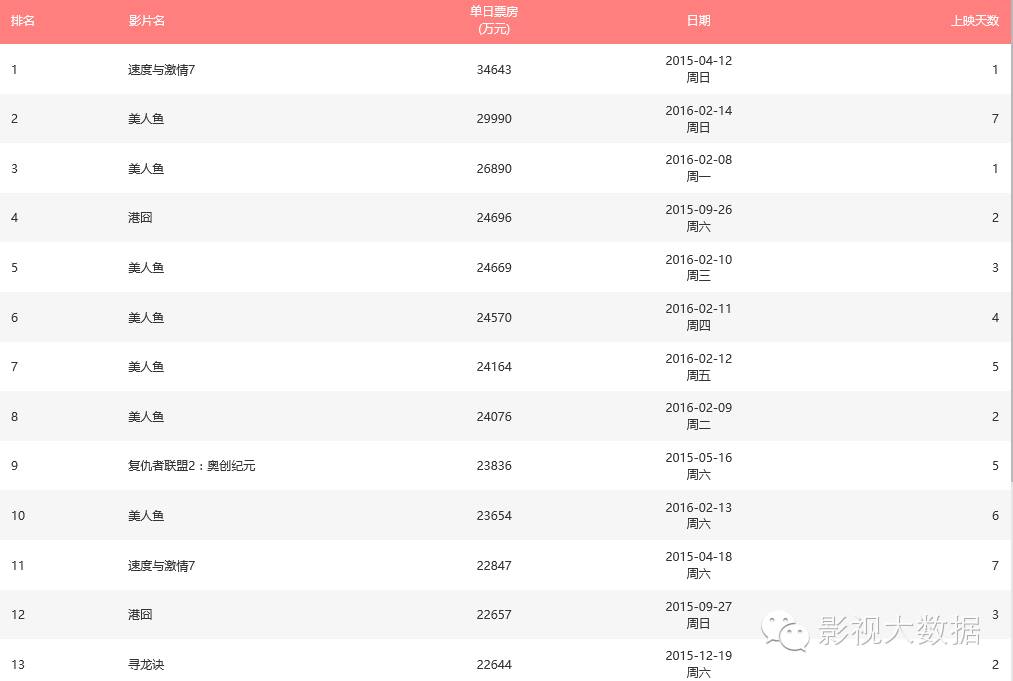 排名 影片名 单日票房 日期 上映天数
(万元)
1 速度与激情7 34643 2015-04-12 1
周日
2 美人鱼 29990 2016-02-14 7
周日
3 美人鱼 26890 2016-02-08 1
周一
4 港囧 24696 2015-09-26 2
周六
5 美人鱼 24669 2016-02-10 3
周三
6 美人鱼 24570 2016-02-11 4
周四
7 美人鱼 24164 2016-02-12 5
周五
8 美人鱼 24076 2016-02-09 2
周二
9 复仇者联盟2：奥创纪元 23836 2015-05-16 5
周六
10 美人鱼 23654 2016-02-13 6
周六
11 速度与激情7 22847 2015-04-18 7
周六
12 港囧 22657 2015-09-27 3
周日
影视大数据
13 寻龙诀 22644 2015-12-19 2
周六